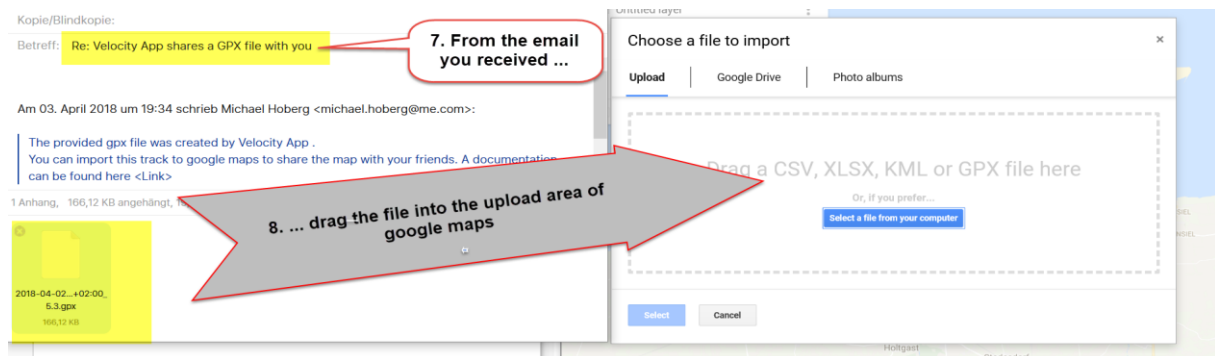 Kopie/Blindkopie:
Betreff: Re: Velocity App shares a GPX file with you
7. From the email
you received ...
Am 03. April 2018 um 19:34 schrieb Michael Hoberg <michael.hoberg@me.com>:
The provided gpx file was created by Velocity App .
You can import this track to google maps to share the map with your friends. A documentation
can be found here <Link>
1 Anhang, 166,12 KB angehängt,
8. ... drag the file into the upload area of
google maps
2018-04-02...+02:00_
5.3.gpx
166,12 KB
Untitled layer
Choose a file to import
Upload
Google Drive
Photo albums
Drag a CSV, XLSX, KML or GPX file here
Or, if you prefer...
Select a file from your computer
Select
Cancel
Holtgast